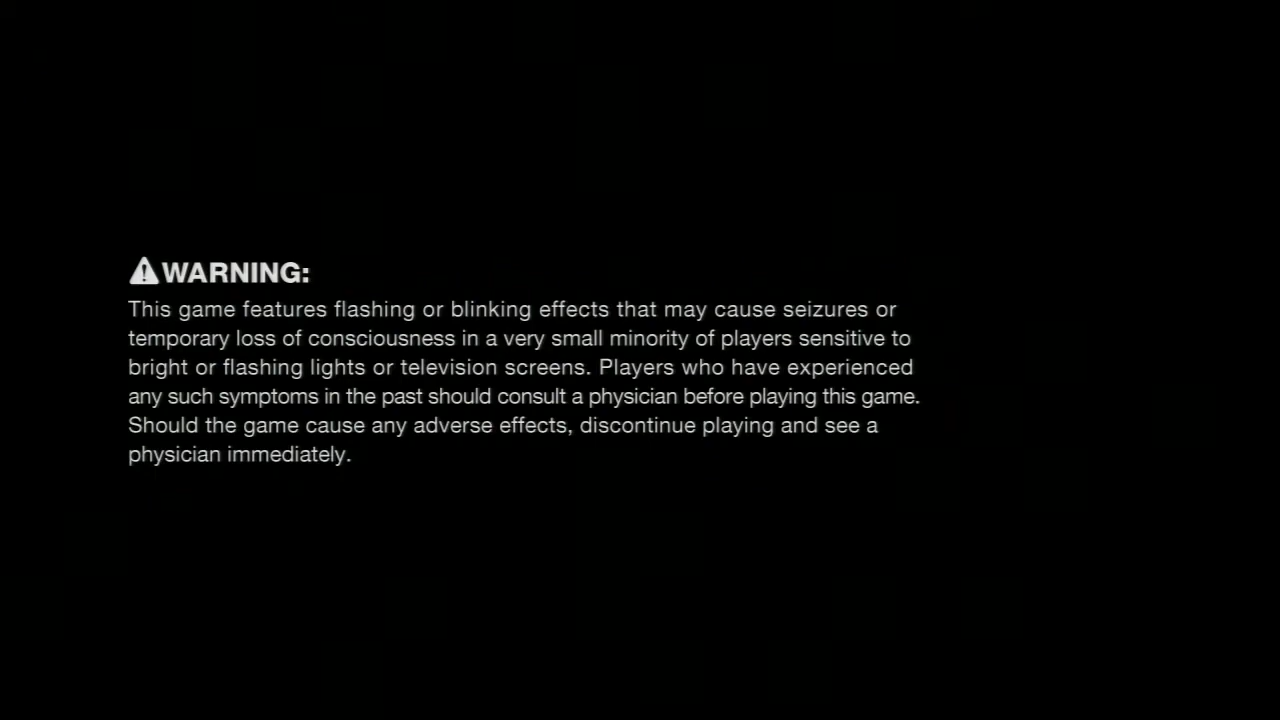 ⚠WARNING:
This game features flashing or blinking effects that may cause seizures or
temporary loss of consciousness in a very small minority of players sensitive to
bright or flashing lights or television screens. Players who have experienced
any such symptoms in the past should consult a physician before playing this game.
Should the game cause any adverse effects, discontinue playing and see a
physician immediately.